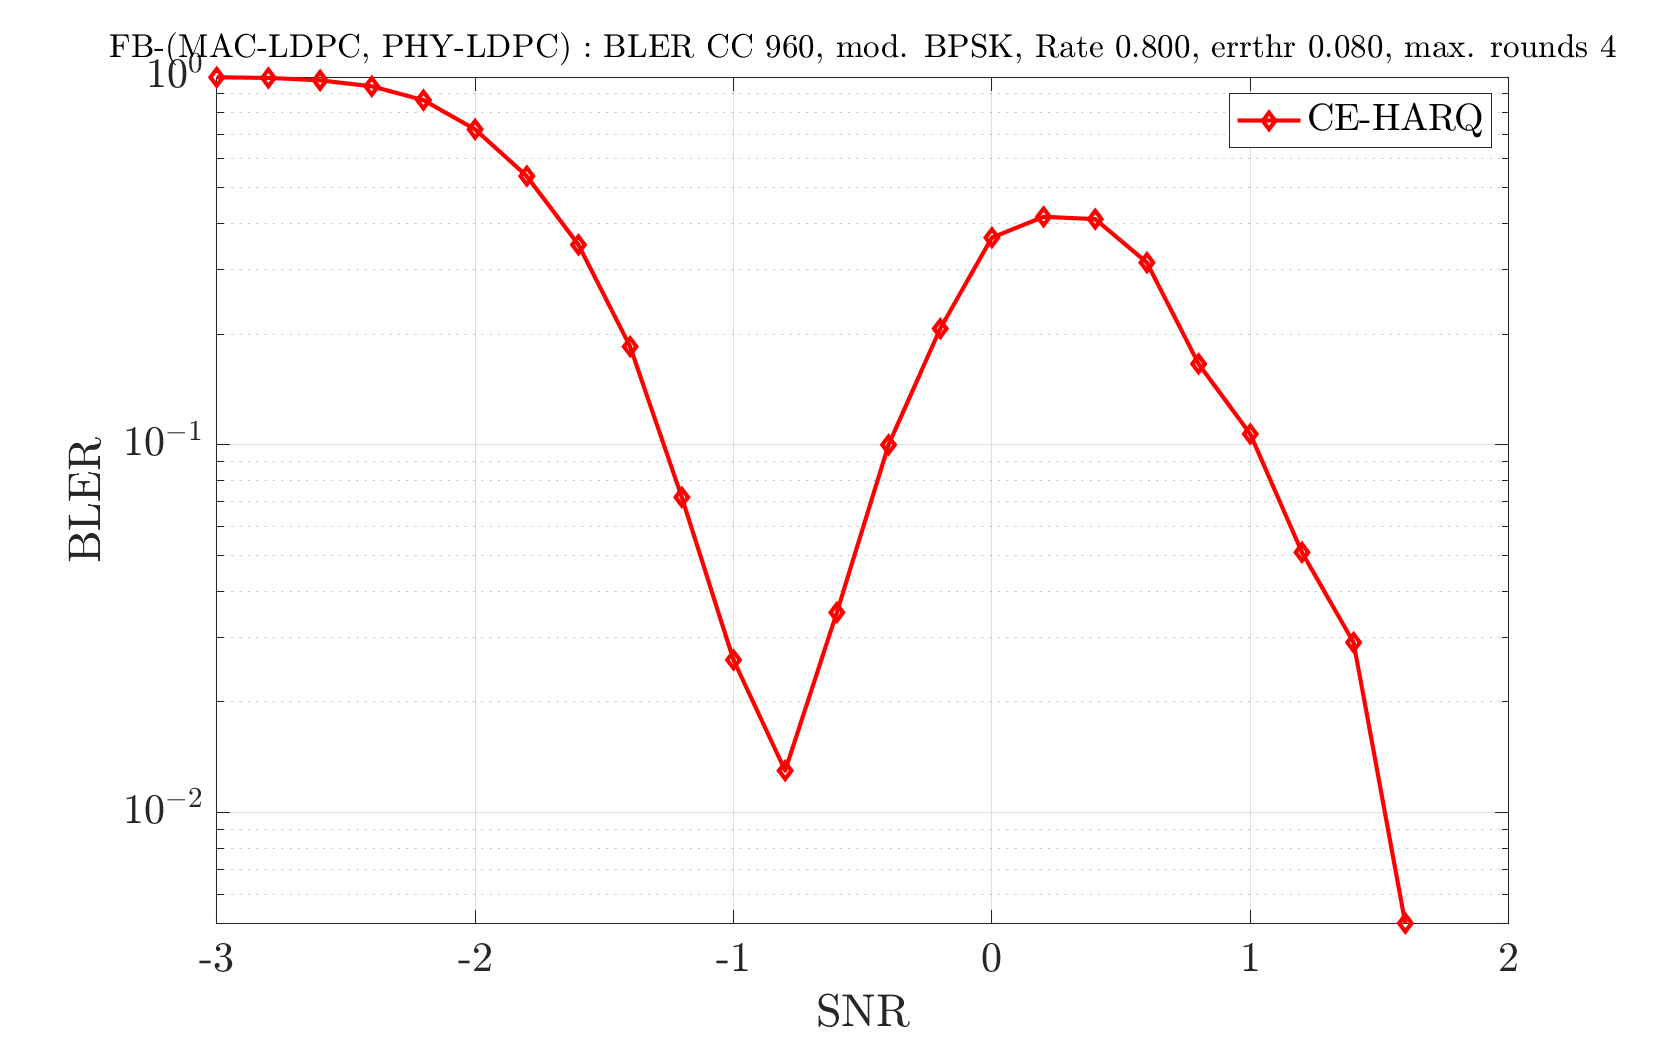 FB-(MAC-LDPC, PHY-LDPC) : BLER CC 960, mod. BPSK, Rate 0.800, errthr 0.080, max. rounds 4
10^0
CE-HARQ
10^{-1}
BLER
10^{-2}
-3 -2 -1 0 1 2
SNR